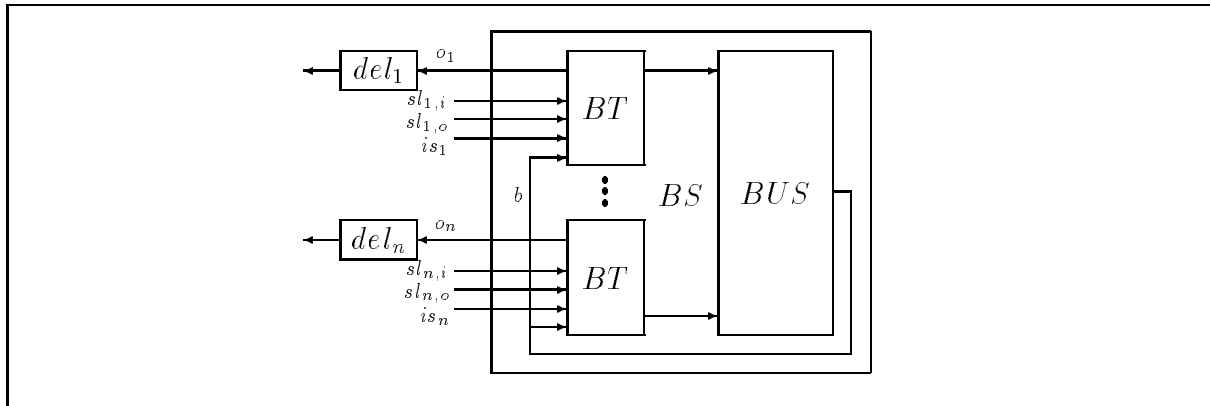 o₁
del₁
BT
sl₁,ᵢ
sl₁,ₒ
is₁
b
BS
BUS
oₙ
delₙ
BT
slₙ,ᵢ
slₙ,ₒ
isₙ